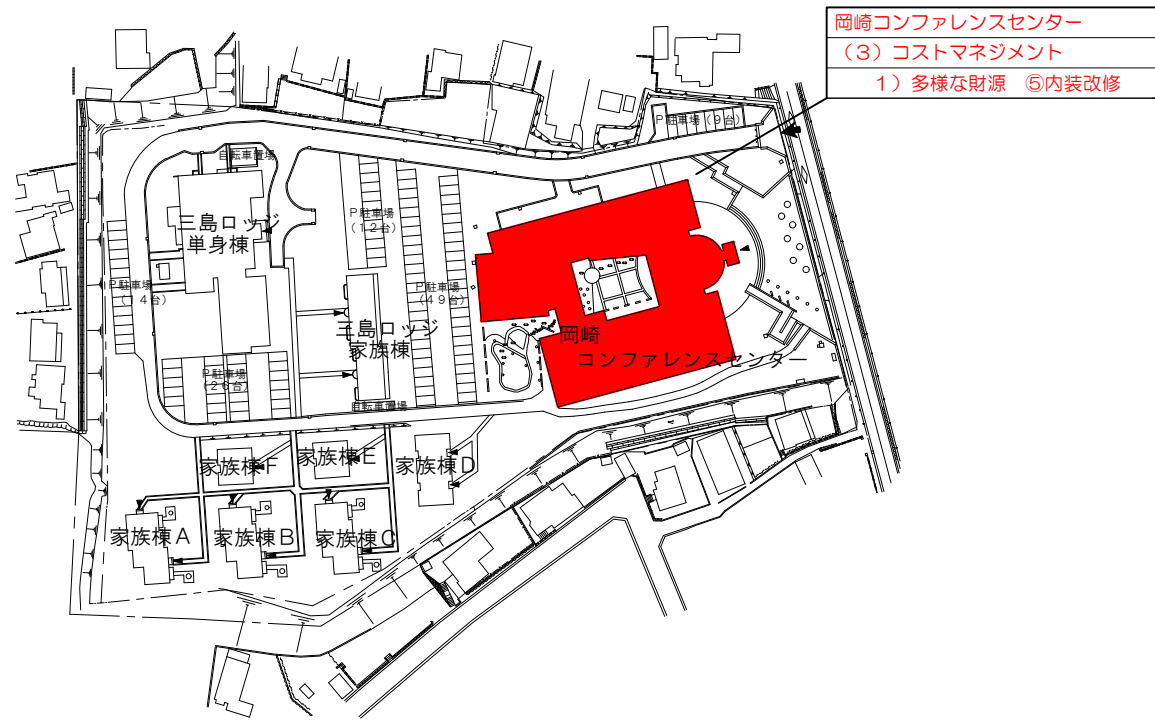 岡崎コンファレンスセンター
(3)コストマネジメント
1)多様な財源 ⑤内装改修
P駐車場(9台)
自転車置場
三島ロッジ
単身棟
P駐車場
(12台)
P駐車場
(14台)
P駐車場
(49台)
三島ロッジ
家族棟
岡崎
コンファレンスセンター
P駐車場
(26台)
自転車置場
家族棟F
家族棟E
家族棟D
家族棟A
家族棟B
家族棟C